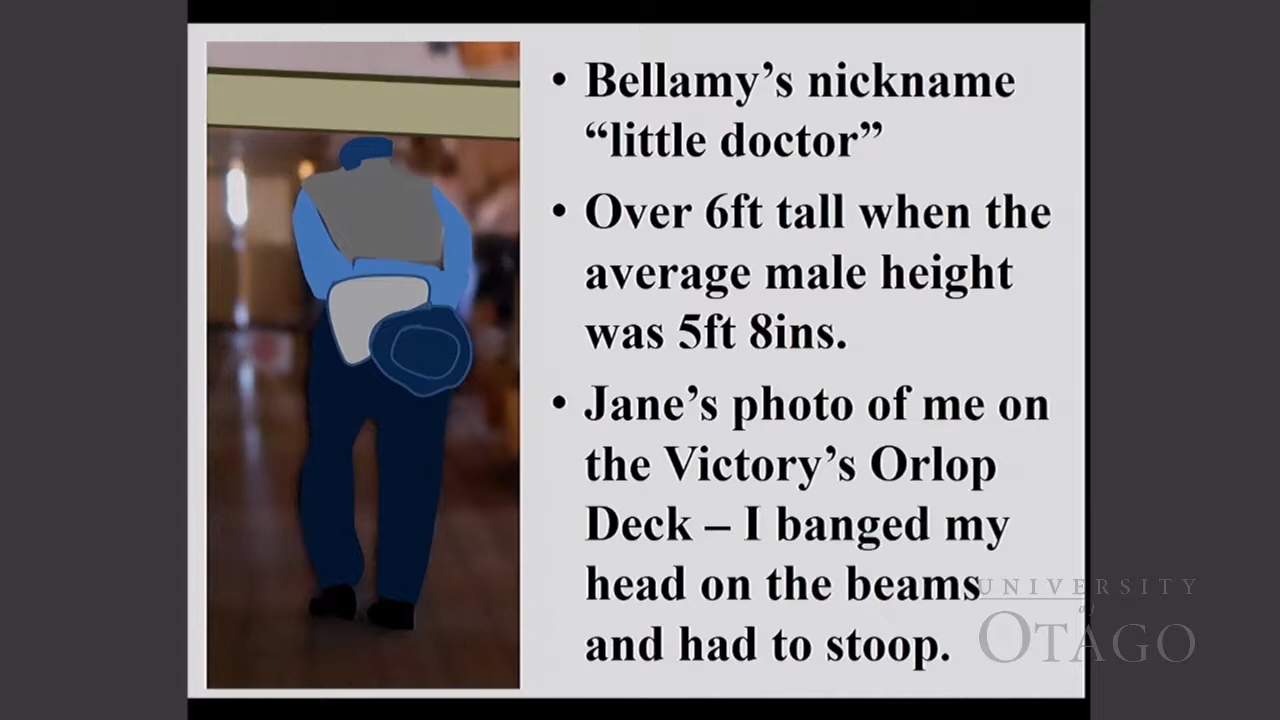 • Bellamy’s nickname
“little doctor”
• Over 6ft tall when the
average male height
was 5ft 8ins.
• Jane’s photo of me on
the Victory’s Orlop
Deck – I banged my
head on the beams
and had to stoop.
UNIVERSITY
of
OTAGO